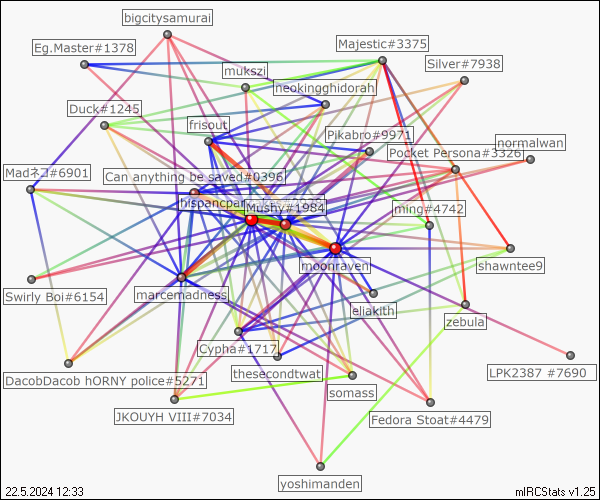 bigcitysamurai
Eg.Master#1378
Majestic#3375
mukszi
Silver#7938
neokingghidorah
Duck#1245
frisout
Pikabro#9971
normalwan
Pocket Persona#3326
Madネコ#6901
Can anything be saved#0396
Mushy#1984
ming#4742
moonraven
shawntee9
Swirly Boi#6154
marcemadness
eliakith
zebula
Cypha#1717
LPK2387 #7690
DacobDacob hORNY police#5271
thesecondtwat
somass
JKOUYH VIII#7034
Fedora Stoat#4479
yoshimanden
22.5.2024 12:33
mIRCStats v1.25